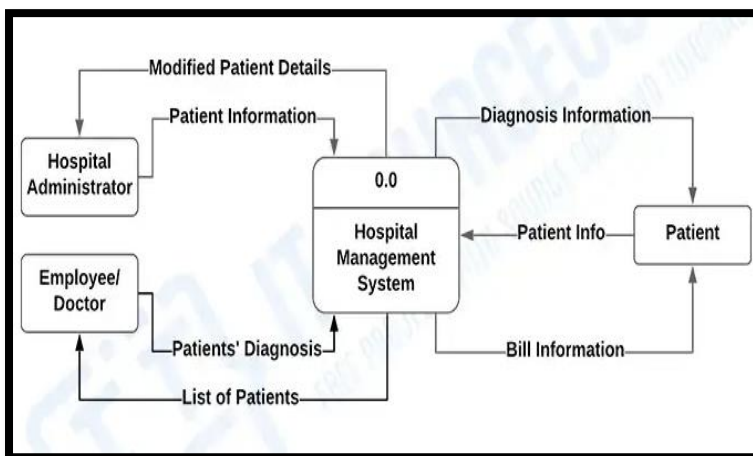 Modified Patient Details
Patient Information
Diagnosis Information
Hospital
Administrator
0.0
Hospital
Management
System
Patient Info
Patient
Employee/
Doctor
Patients' Diagnosis
Bill Information
List of Patients